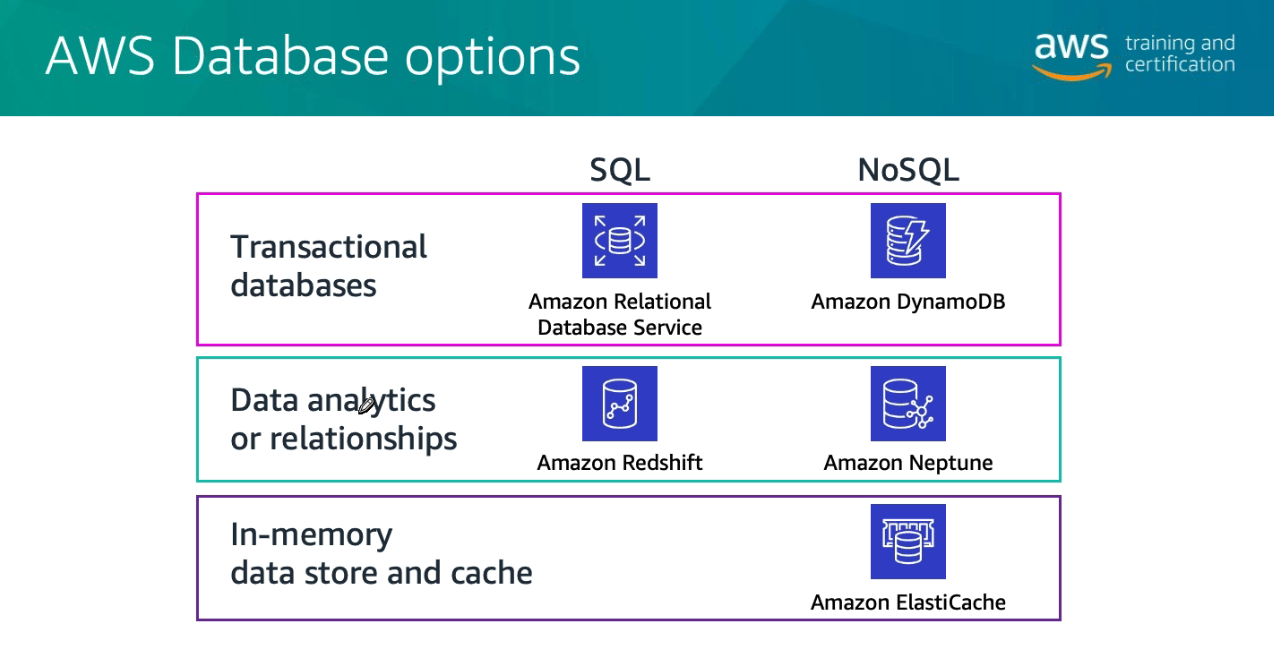 AWS Database options
aws training and
certification
SQL NoSQL
Transactional
databases
Amazon Relational
Database Service
Amazon DynamoDB
Data analytics
or relationships
Amazon Redshift
Amazon Neptune
In-memory
data store and cache
Amazon ElastiCache